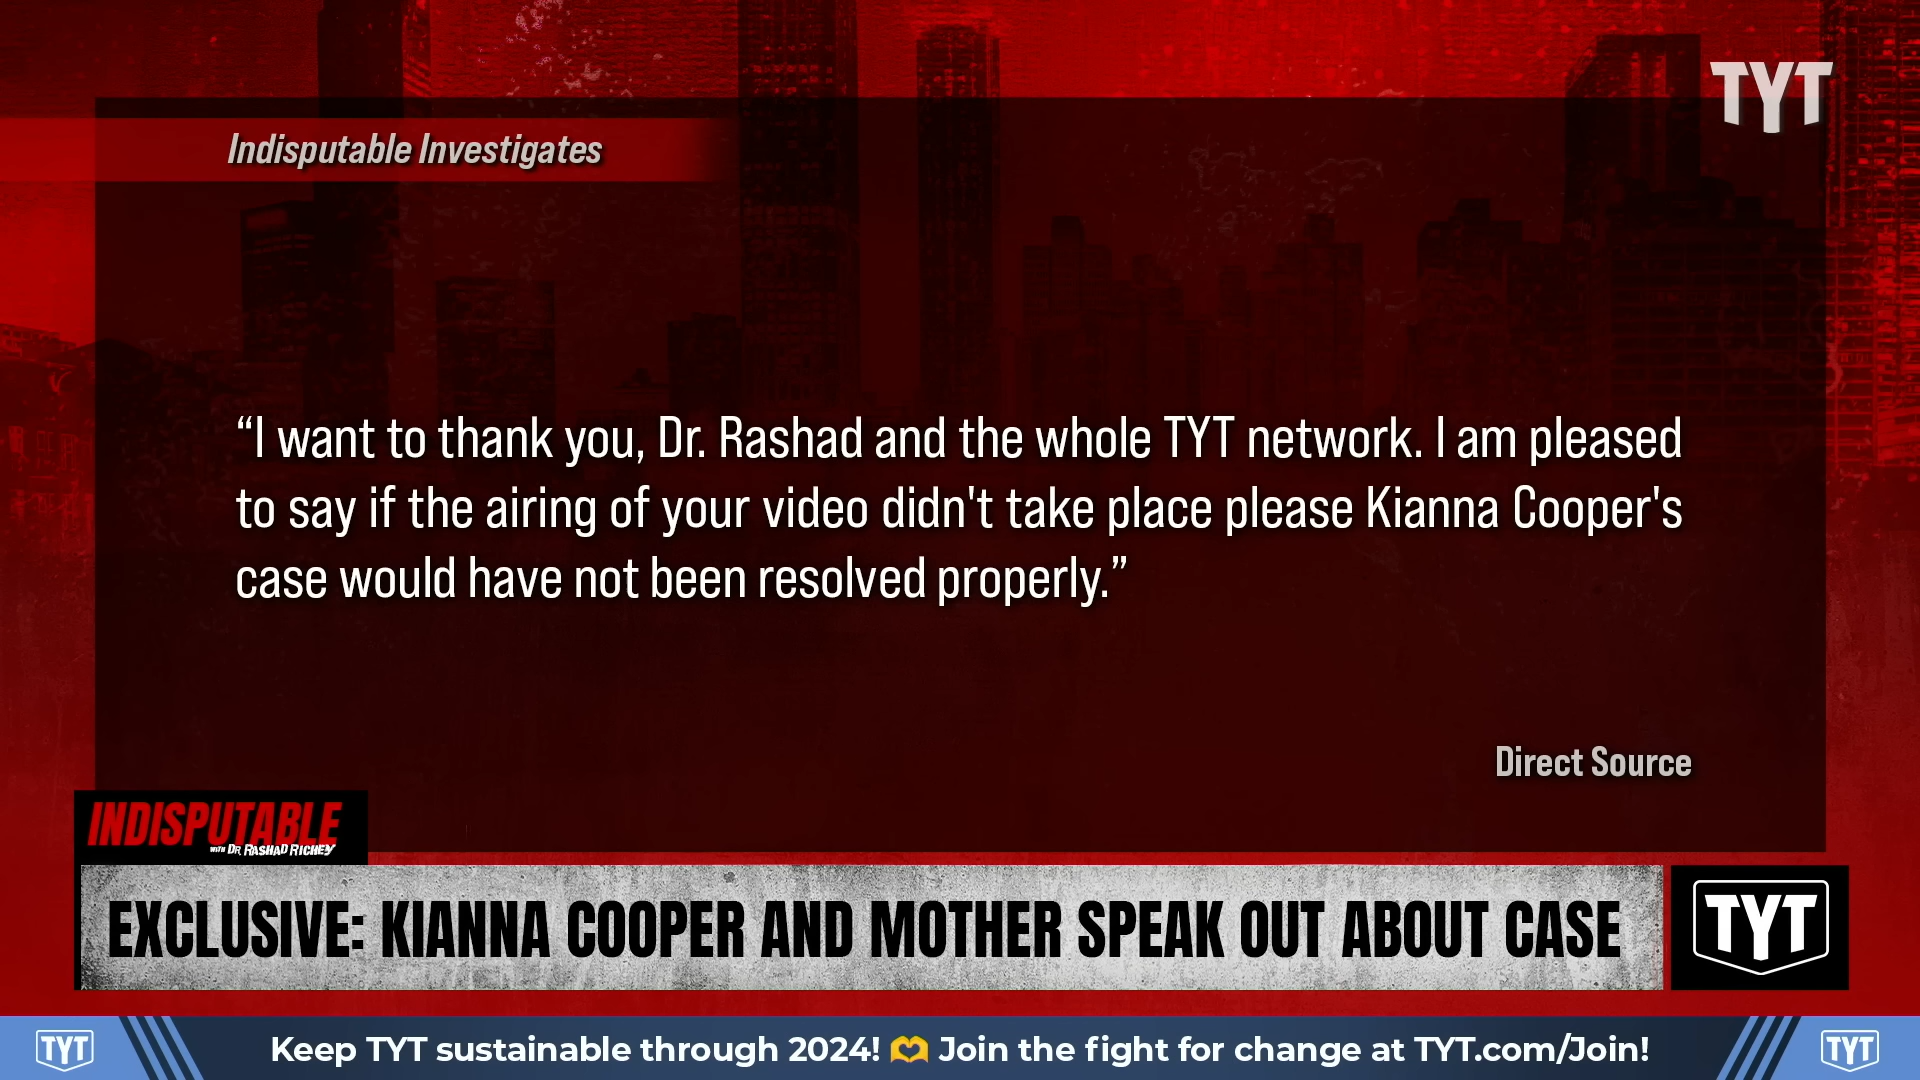 TYT
Indisputable Investigates
“I want to thank you, Dr. Rashad and the whole TYT network. I am pleased
to say if the airing of your video didn't take place please Kianna Cooper's
case would have not been resolved properly.”
Direct Source
INDISPUTABLE
WITH DR RASHAD RICHEY
EXCLUSIVE: KIANNA COOPER AND MOTHER SPEAK OUT ABOUT CASE
TYT
TYT
Keep TYT sustainable through 2024! 🫶 Join the fight for change at TYT.com/Join!
TYT